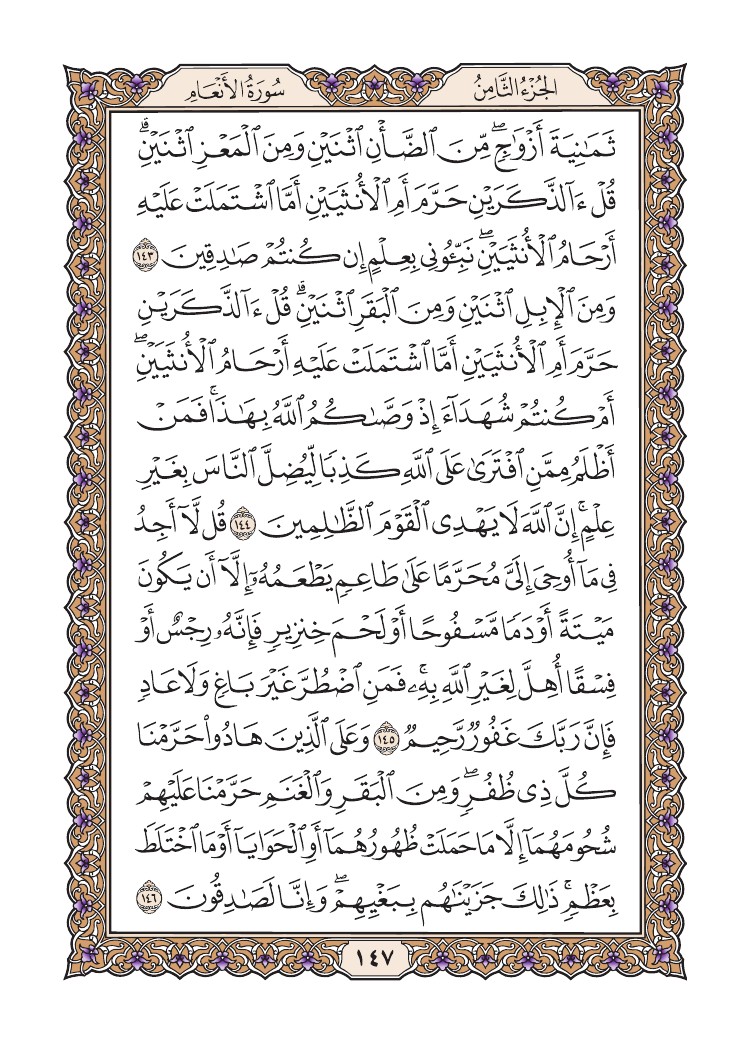 الجُزْءُ الثَّامِنُ
سُورَةُ الأَنْعَامِ
ثَمَٰنِيَةَ أَزْوَٰجٖۖ مِّنَ ٱلضَّأْنِ ٱثْنَيْنِ وَمِنَ ٱلْمَعْزِ ٱثْنَيْنِۗ
قُلْ ءَآلذَّكَرَيْنِ حَرَّمَ أَمِ ٱلْأُنثَيَيْنِ أَمَّا ٱشْتَمَلَتْ عَلَيْهِ
أَرْحَامُ ٱلْأُنثَيَيْنِۖ نَبِّـُٔونِي بِعِلْمٍ إِن كُنتُمْ صَٰدِقِينَ ١٤٣
وَمِنَ ٱلْإِبِلِ ٱثْنَيْنِ وَمِنَ ٱلْبَقَرِ ٱثْنَيْنِۗ قُلْ ءَآلذَّكَرَيْنِ
حَرَّمَ أَمِ ٱلْأُنثَيَيْنِ أَمَّا ٱشْتَمَلَتْ عَلَيْهِ أَرْحَامُ ٱلْأُنثَيَيْنِۖ
أَمْ كُنتُمْ شُهَدَآءَ إِذْ وَصَّىٰكُمُ ٱللَّهُ بِهَٰذَاۚ فَمَنْ
أَظْلَمُ مِمَّنِ ٱفْتَرَىٰ عَلَى ٱللَّهِ كَذِبًا لِّيُضِلَّ ٱلنَّاسَ بِغَيْرِ
عِلْمٍۚ إِنَّ ٱللَّهَ لَا يَهْدِى ٱلْقَوْمَ ٱلظَّٰلِمِينَ ١٤٤ قُل لَّآ أَجِدُ
فِى مَآ أُوحِىَ إِلَىَّ مُحَرَّمًا عَلَىٰ طَاعِمٍ يَطْعَمُهُۥٓ إِلَّآ أَن يَكُونَ
مَيْتَةً أَوْ دَمًا مَّسْفُوحًا أَوْ لَحْمَ خِنزِيرٍ فَإِنَّهُۥ رِجْسٌ أَوْ
فِسْقًا أُهِلَّ لِغَيْرِ ٱللَّهِ بِهِۦۚ فَمَنِ ٱضْطُرَّ غَيْرَ بَاغٍ وَلَا عَادٍ
فَإِنَّ رَبَّكَ غَفُورٌ رَّحِيمٌ ١٤٥ وَعَلَى ٱلَّذِينَ هَادُوا۟ حَرَّمْنَا
كُلَّ ذِى ظُفُرٍۖ وَمِنَ ٱلْبَقَرِ وَٱلْغَنَمِ حَرَّمْنَا عَلَيْهِمْ
شُحُومَهُمَآ إِلَّا مَا حَمَلَتْ ظُهُورُهُمَآ أَوِ ٱلْحَوَايَآ أَوْ مَا ٱخْتَلَطَ
بِعَظْمٍۚ ذَٰلِكَ جَزَيْنَٰهُم بِبَغْيِهِمْۖ وَإِنَّا لَصَٰدِقُونَ ١٤٦
١٤٧